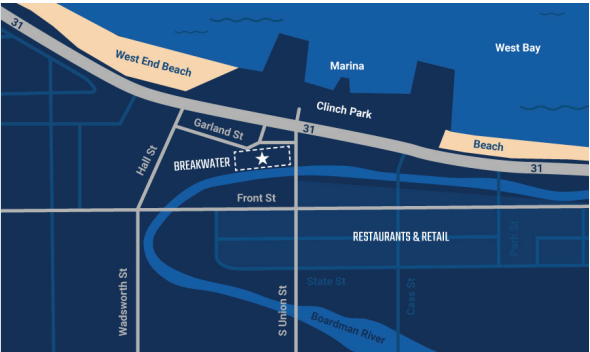 31
West End Beach
Marina
West Bay
Clinch Park
Garland St
31
Beach
31
Hall St
BREAKWATER
Front St
RESTAURANTS & RETAIL
Park St
State St
Cass St
Wadsworth St
S Union St
Boardman River